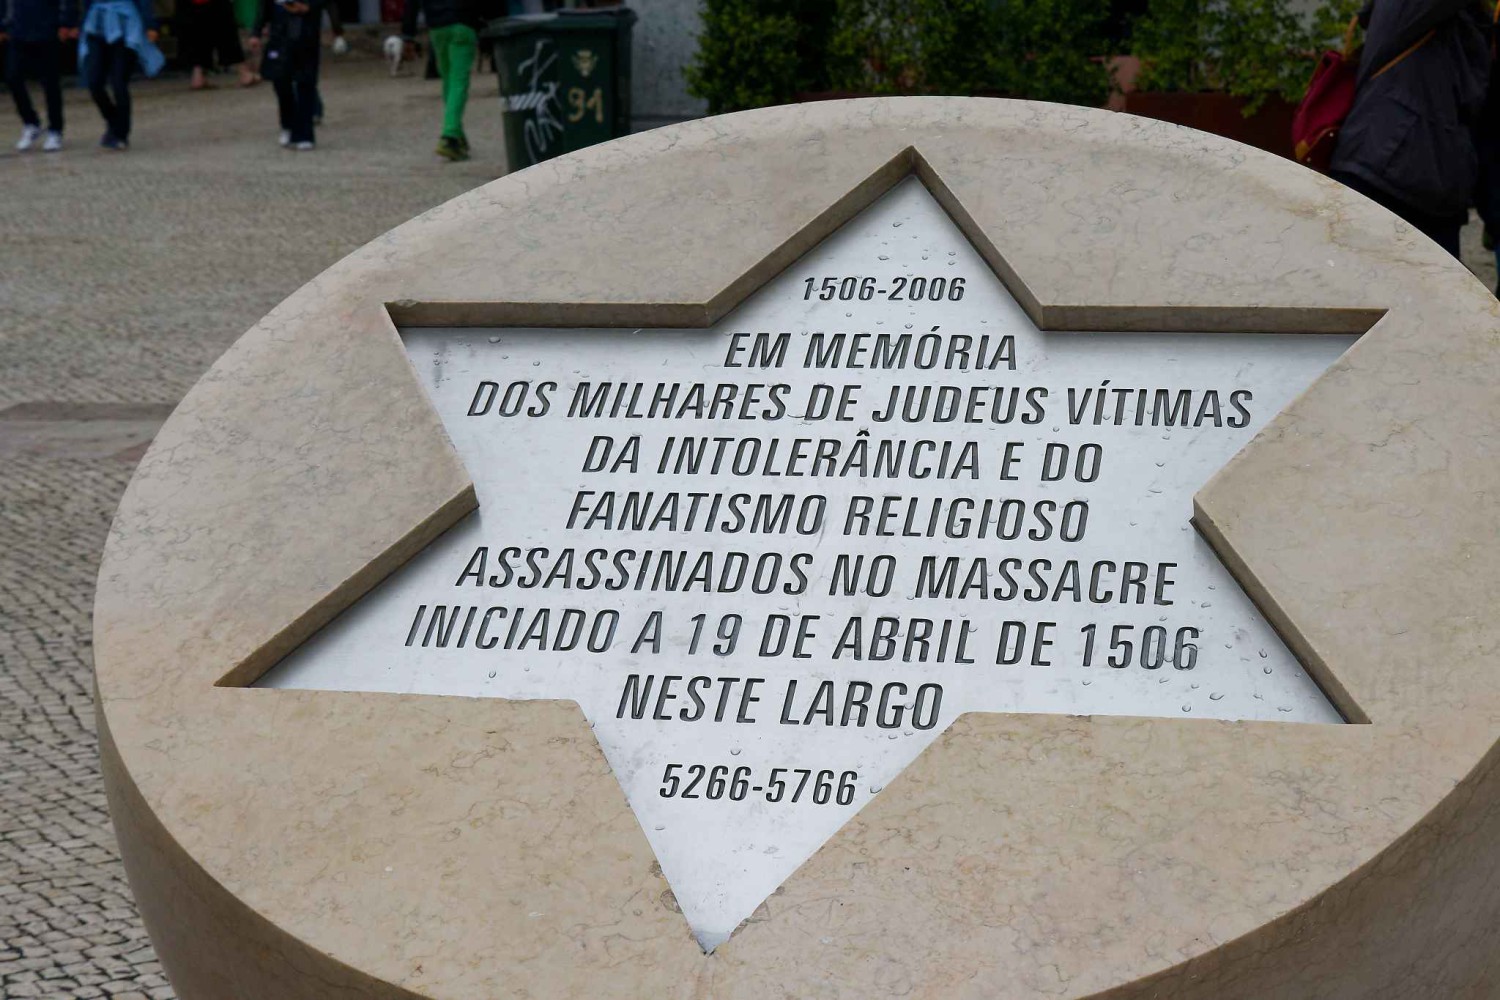 91
1506-2006
EM MEMÓRIA
DOS MILHARES DE JUDEUS VÍTIMAS
DA INTOLERÂNCIA E DO
FANATISMO RELIGIOSO
ASSASSINADOS NO MASSACRE
INICIADO A 19 DE ABRIL DE 1506
NESTE LARGO
5266-5766